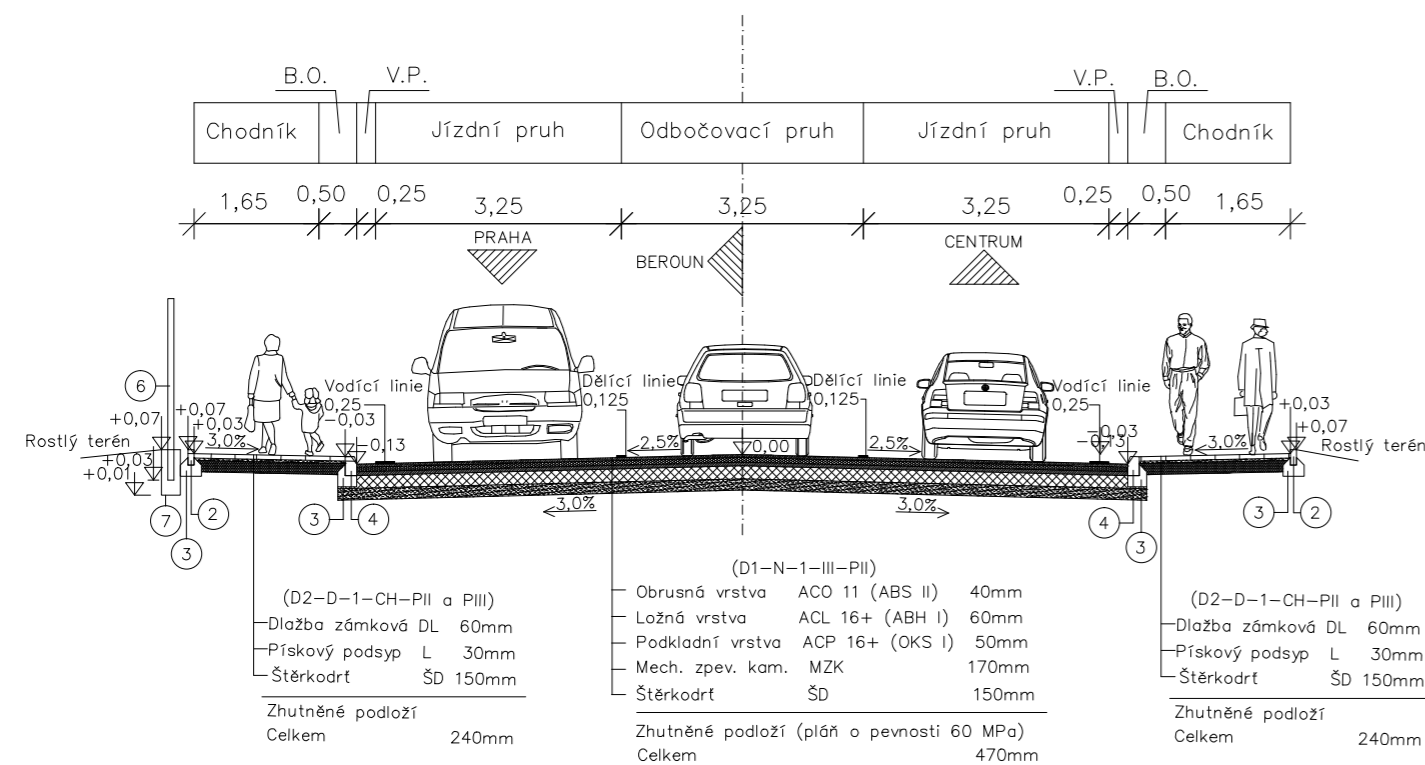 B.O. V.P. V.P. B.O.
Chodník Jízdní pruh Odbočovací pruh Jízdní pruh Chodník
1,65 0,50 0,25 3,25 3,25 3,25 0,25 0,50 1,65
PRAHA
BEROUN
CENTRUM
6
Vodící linie
0,25
Dělící linie
0,125
Dělící linie
0,125
Vodící linie
0,25
+0,07 +0,07 +0,03 -0,03 -0,13 0,00 -0,03 -0,13 +0,03 +0,07
Rostlý terén 3,0% 2,5% 2,5% 3,0% Rostlý terén
+0,03
+0,01
3,0% 3,0%
7 2 3 3 4 4 3 3 2
(D2-D-1-CH-PII a PIII)
Dlažba zámková DL 60mm
Pískový podsyp L 30mm
Štěrkodrť ŠD 150mm
Zhutněné podloží
Celkem 240mm
(D1-N-1-III-PII)
Obrusná vrstva ACO 11 (ABS II) 40mm
Ložná vrstva ACL 16+ (ABH I) 60mm
Podkladní vrstva ACP 16+ (OKS I) 50mm
Mech. zpev. kam. MZK 170mm
Štěrkodrť ŠD 150mm
Zhutněné podloží (pláň o pevnosti 60 MPa)
Celkem 470mm
(D2-D-1-CH-PII a PIII)
Dlažba zámková DL 60mm
Pískový podsyp L 30mm
Štěrkodrť ŠD 150mm
Zhutněné podloží
Celkem 240mm